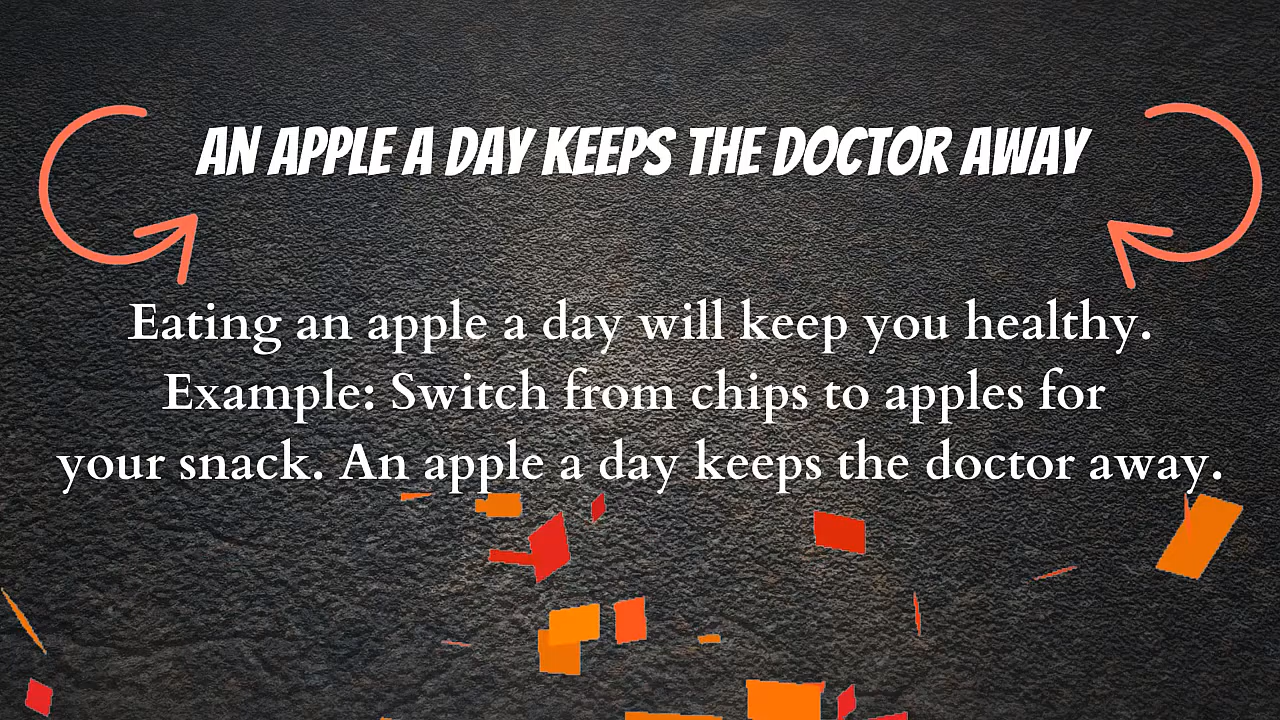 AN APPLE A DAY KEEPS THE DOCTOR AWAY
Eating an apple a day will keep you healthy.
Example: Switch from chips to apples for
your snack. An apple a day keeps the doctor away.